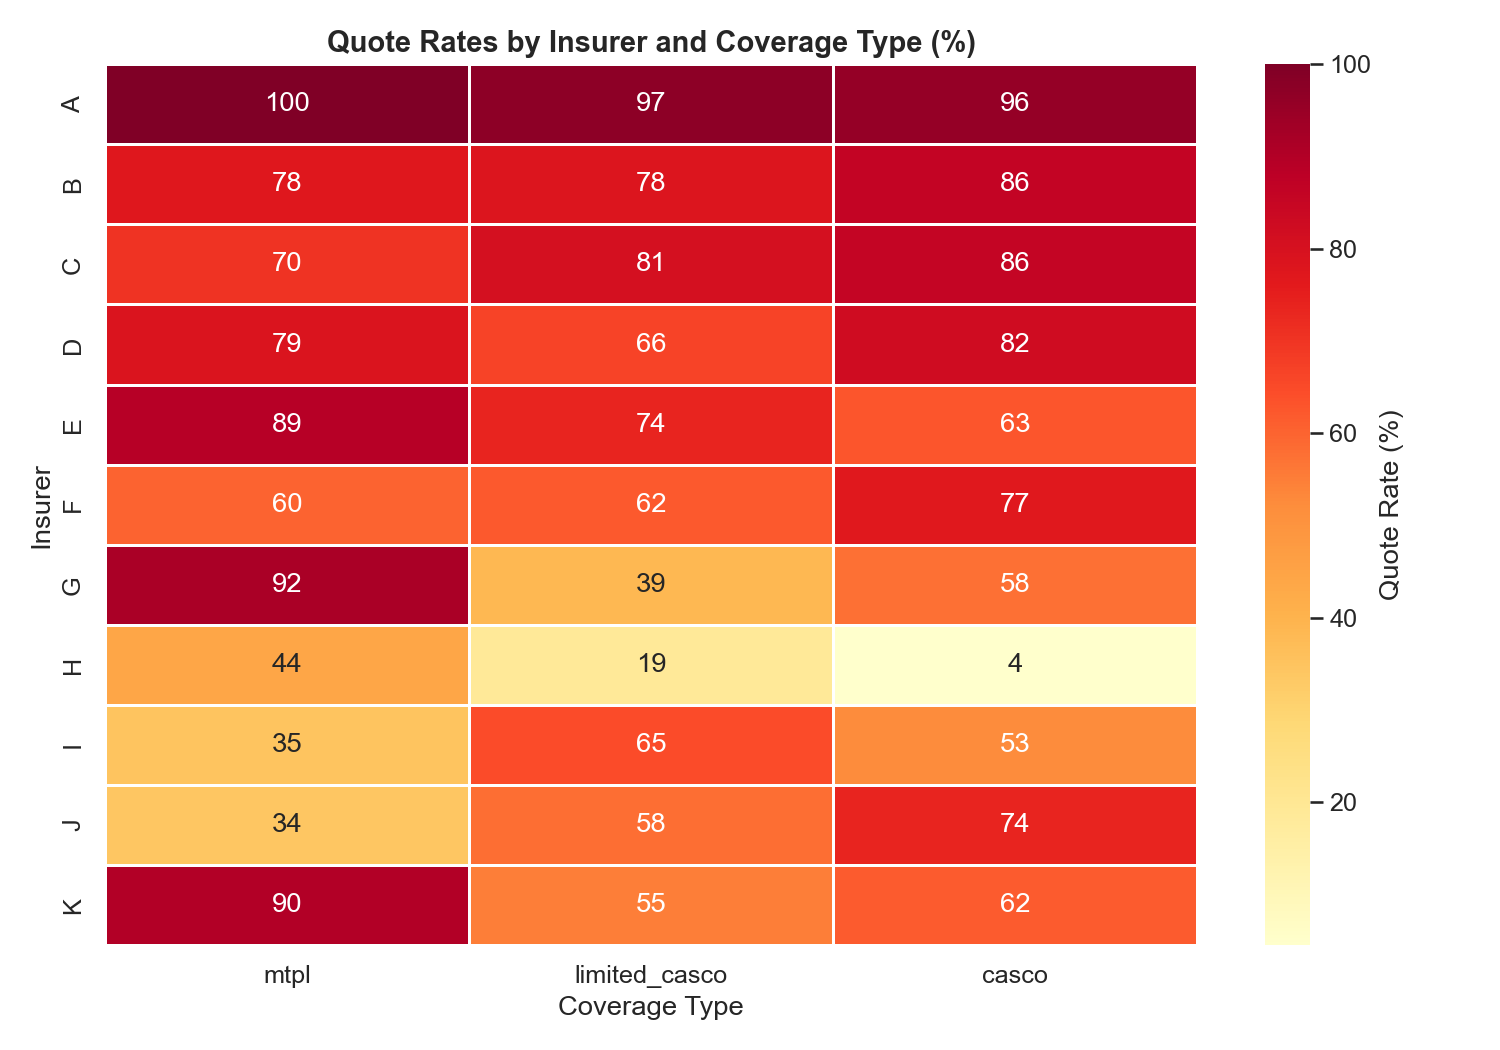 Quote Rates by Insurer and Coverage Type (%)
A 100 97 96
B 78 78 86
C 70 81 86
D 79 66 82
E 89 74 63
F 60 62 77
G 92 39 58
H 44 19 4
I 35 65 53
J 34 58 74
K 90 55 62
Insurer
mtpl limited_casco casco
Coverage Type
100
80
60
40
20
Quote Rate (%)